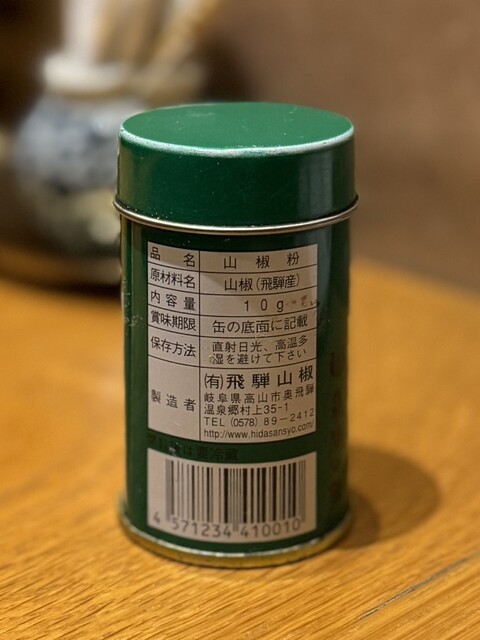 品名 山椒粉
原材料名 山椒(飛騨産)
内容量 10g
賞味期限 缶の底面に記載
保存方法 直射日光、高温多
湿を避けて下さい
製造者 (有)飛騨山椒
岐阜県高山市奥飛騨
温泉郷村上35-1
TEL (0578) 89-2412
http://www.hidasansyo.com/
は要冷蔵
4 571234 410010